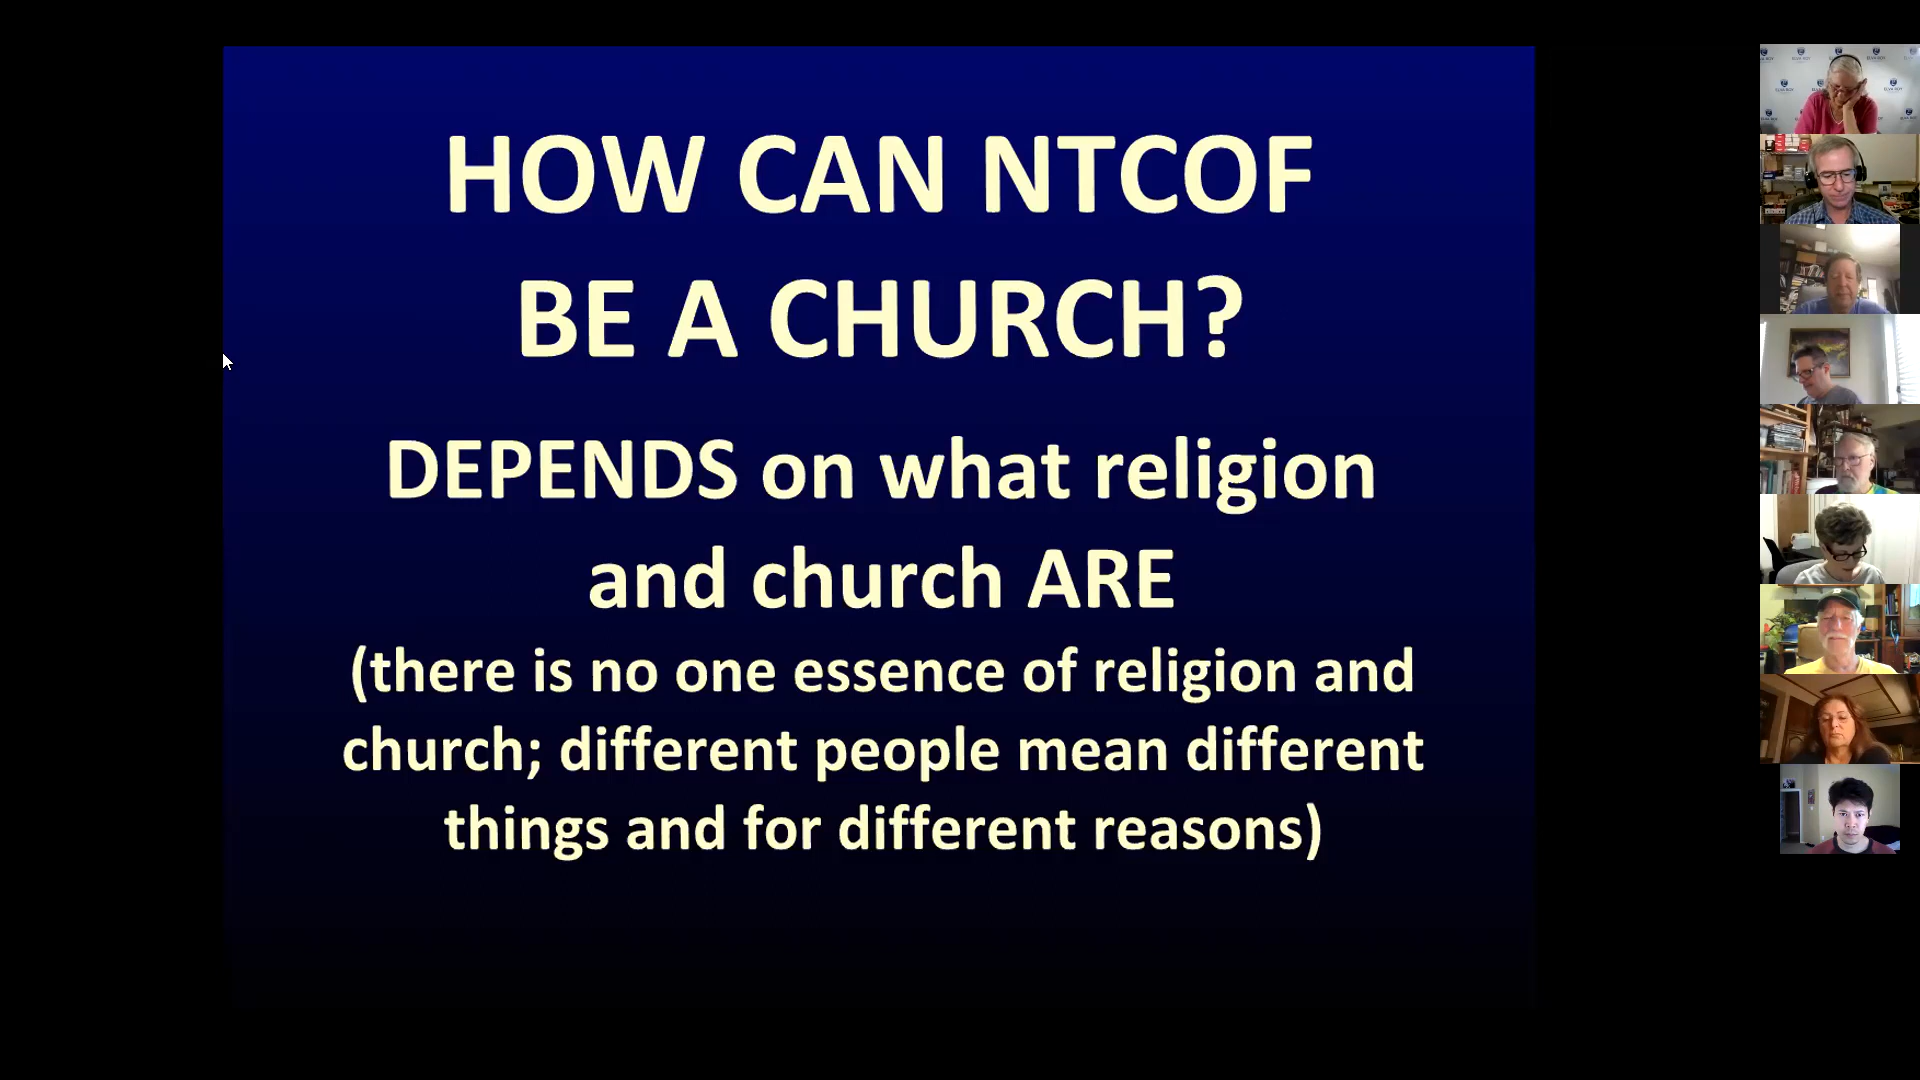 HOW CAN NTCOF
BE A CHURCH?
DEPENDS on what religion
and church ARE
(there is no one essence of religion and
church; different people mean different
things and for different reasons)